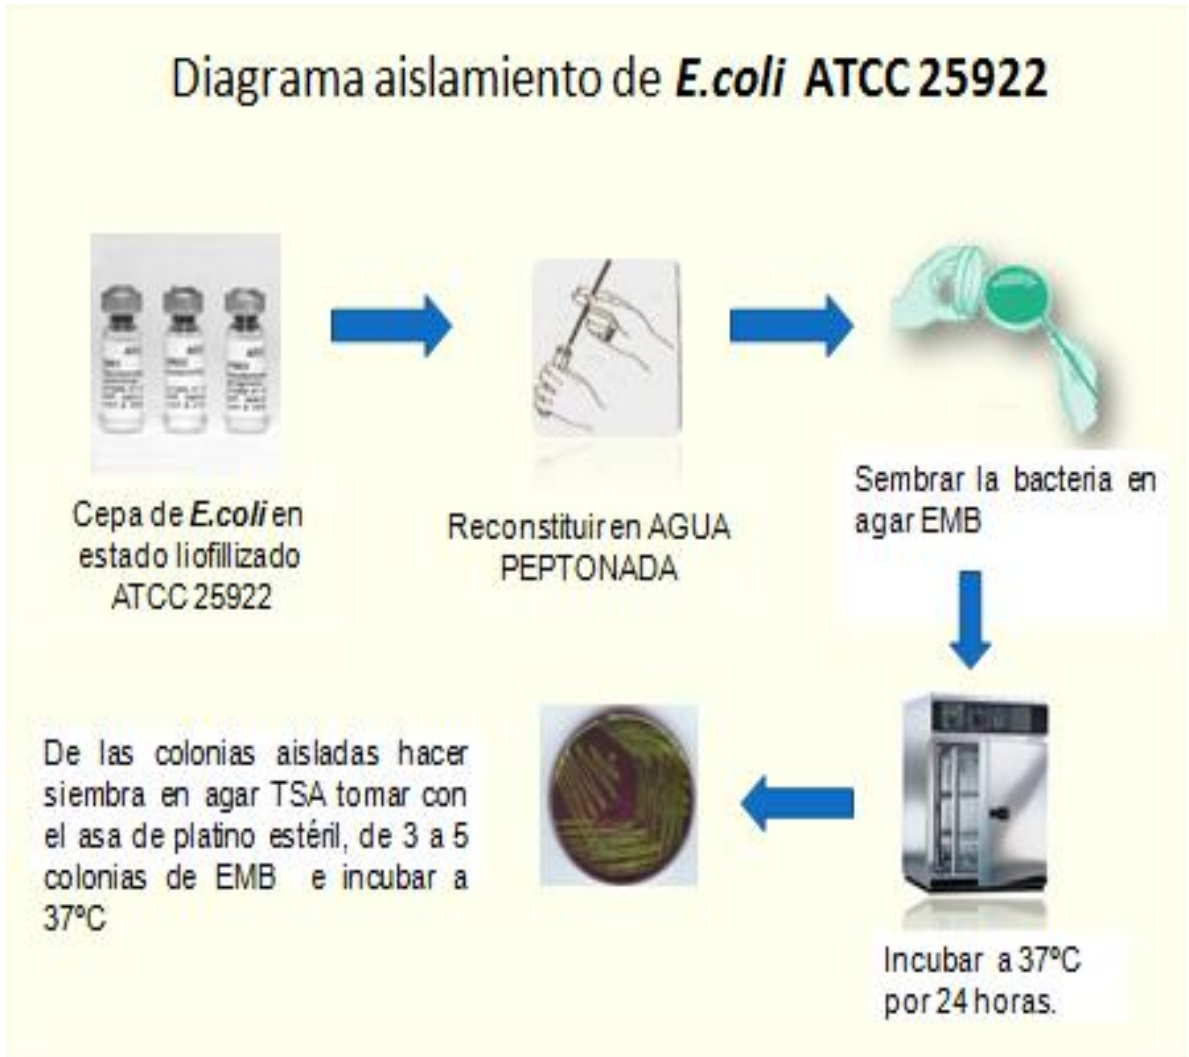 Diagrama aislamiento de E.coli ATCC 25922
Cepa de E.coli en
estado liofillizado
ATCC 25922
Reconstituir en AGUA
PEPTONADA
Sembrar la bacteria en
agar EMB
Incubar a 37ºC
por 24 horas.
De las colonias aisladas hacer
siembra en agar TSA tomar con
el asa de platino estéril, de 3 a 5
colonias de EMB e incubar a
37ºC